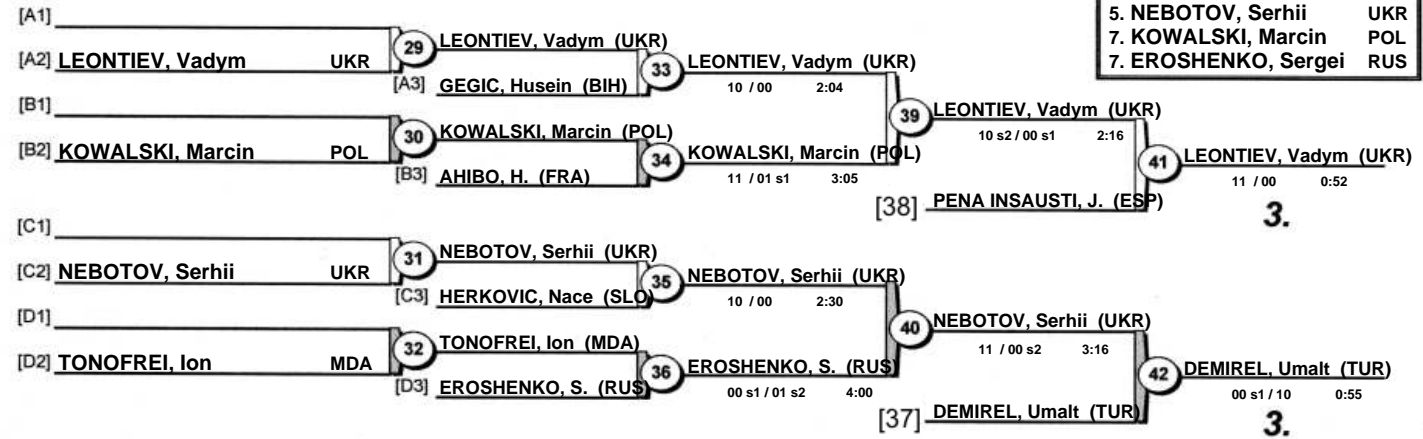 5. NEBOTOV, Serhii UKR
7. KOWALSKI, Marcin POL
7. EROSHENKO, Sergei RUS
[A1]
[A2] LEONTIEV, Vadym UKR
29
LEONTIEV, Vadym (UKR)
[A3] GEGIC, Husein (BIH)
33
LEONTIEV, Vadym (UKR)
10 / 00 2:04
[B1]
[B2] KOWALSKI, Marcin POL
30
KOWALSKI, Marcin (POL)
[B3] AHIBO, H. (FRA)
34
KOWALSKI, Marcin (POL)
11 / 01 s1 3:05
39
LEONTIEV, Vadym (UKR)
10 s2 / 00 s1 2:16
[38] PENA INSAUSTI, J. (ESP)
41
LEONTIEV, Vadym (UKR)
11 / 00 0:52
3.
[C1]
[C2] NEBOTOV, Serhii UKR
31
NEBOTOV, Serhii (UKR)
[C3] HERKOVIC, Nace (SLO)
35
NEBOTOV, Serhii (UKR)
10 / 00 2:30
[D1]
[D2] TONOFREI, Ion MDA
32
TONOFREI, Ion (MDA)
[D3] EROSHENKO, S. (RUS)
36
EROSHENKO, S. (RUS)
00 s1 / 01 s2 4:00
40
NEBOTOV, Serhii (UKR)
11 / 00 s2 3:16
[37] DEMIREL, Umalt (TUR)
42
DEMIREL, Umalt (TUR)
00 s1 / 10 0:55
3.